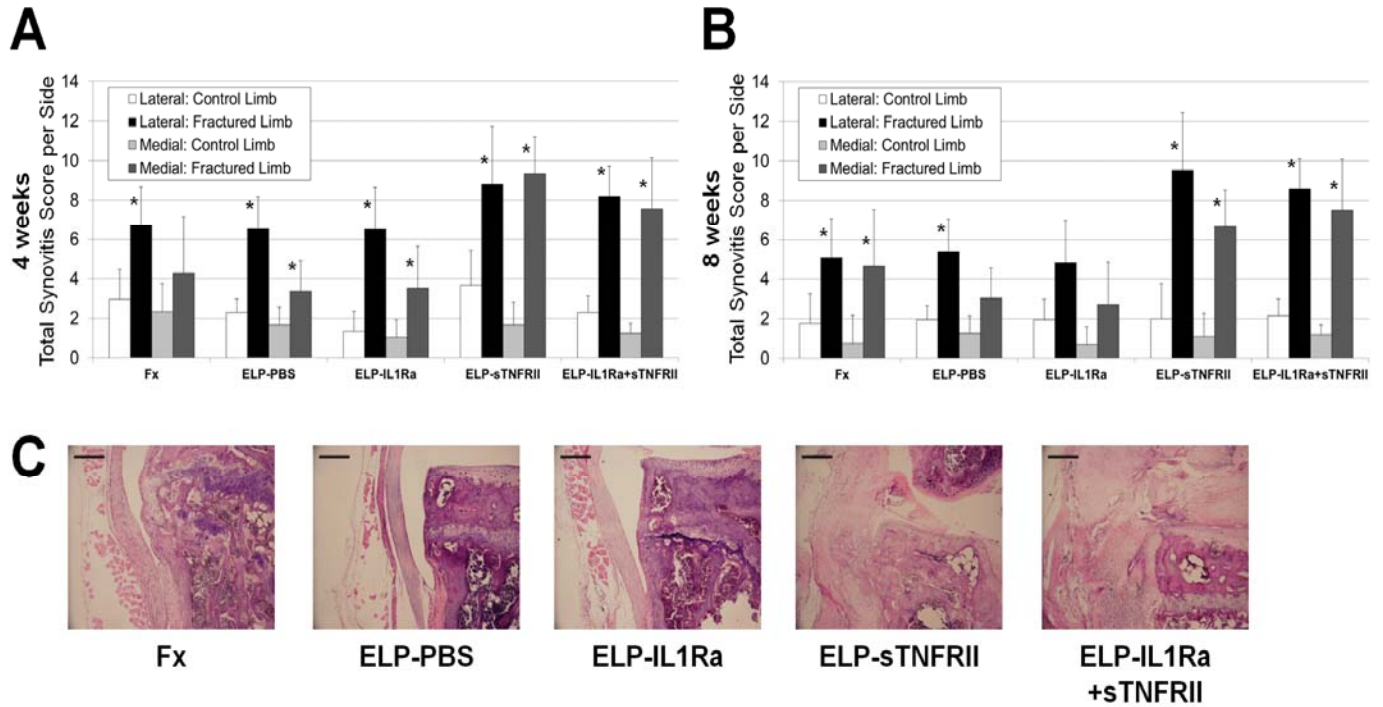 A
4 weeks
Total Synovitis Score per Side
14
12
10
8
6
4
2
0
Lateral: Control Limb
Lateral: Fractured Limb
Medial: Control Limb
Medial: Fractured Limb
* * * * * * * * *
Fx ELP-PBS ELP-IL1Ra ELP-sTNFRII ELP-IL1Ra+sTNFRII
B
8 weeks
Total Synovitis Score per Side
14
12
10
8
6
4
2
0
Lateral: Control Limb
Lateral: Fractured Limb
Medial: Control Limb
Medial: Fractured Limb
* * * * * * *
Fx ELP-PBS ELP-IL1Ra ELP-sTNFRII ELP-IL1Ra+sTNFRII
C
Fx
ELP-PBS
ELP-IL1Ra
ELP-sTNFRII
ELP-IL1Ra
+sTNFRII